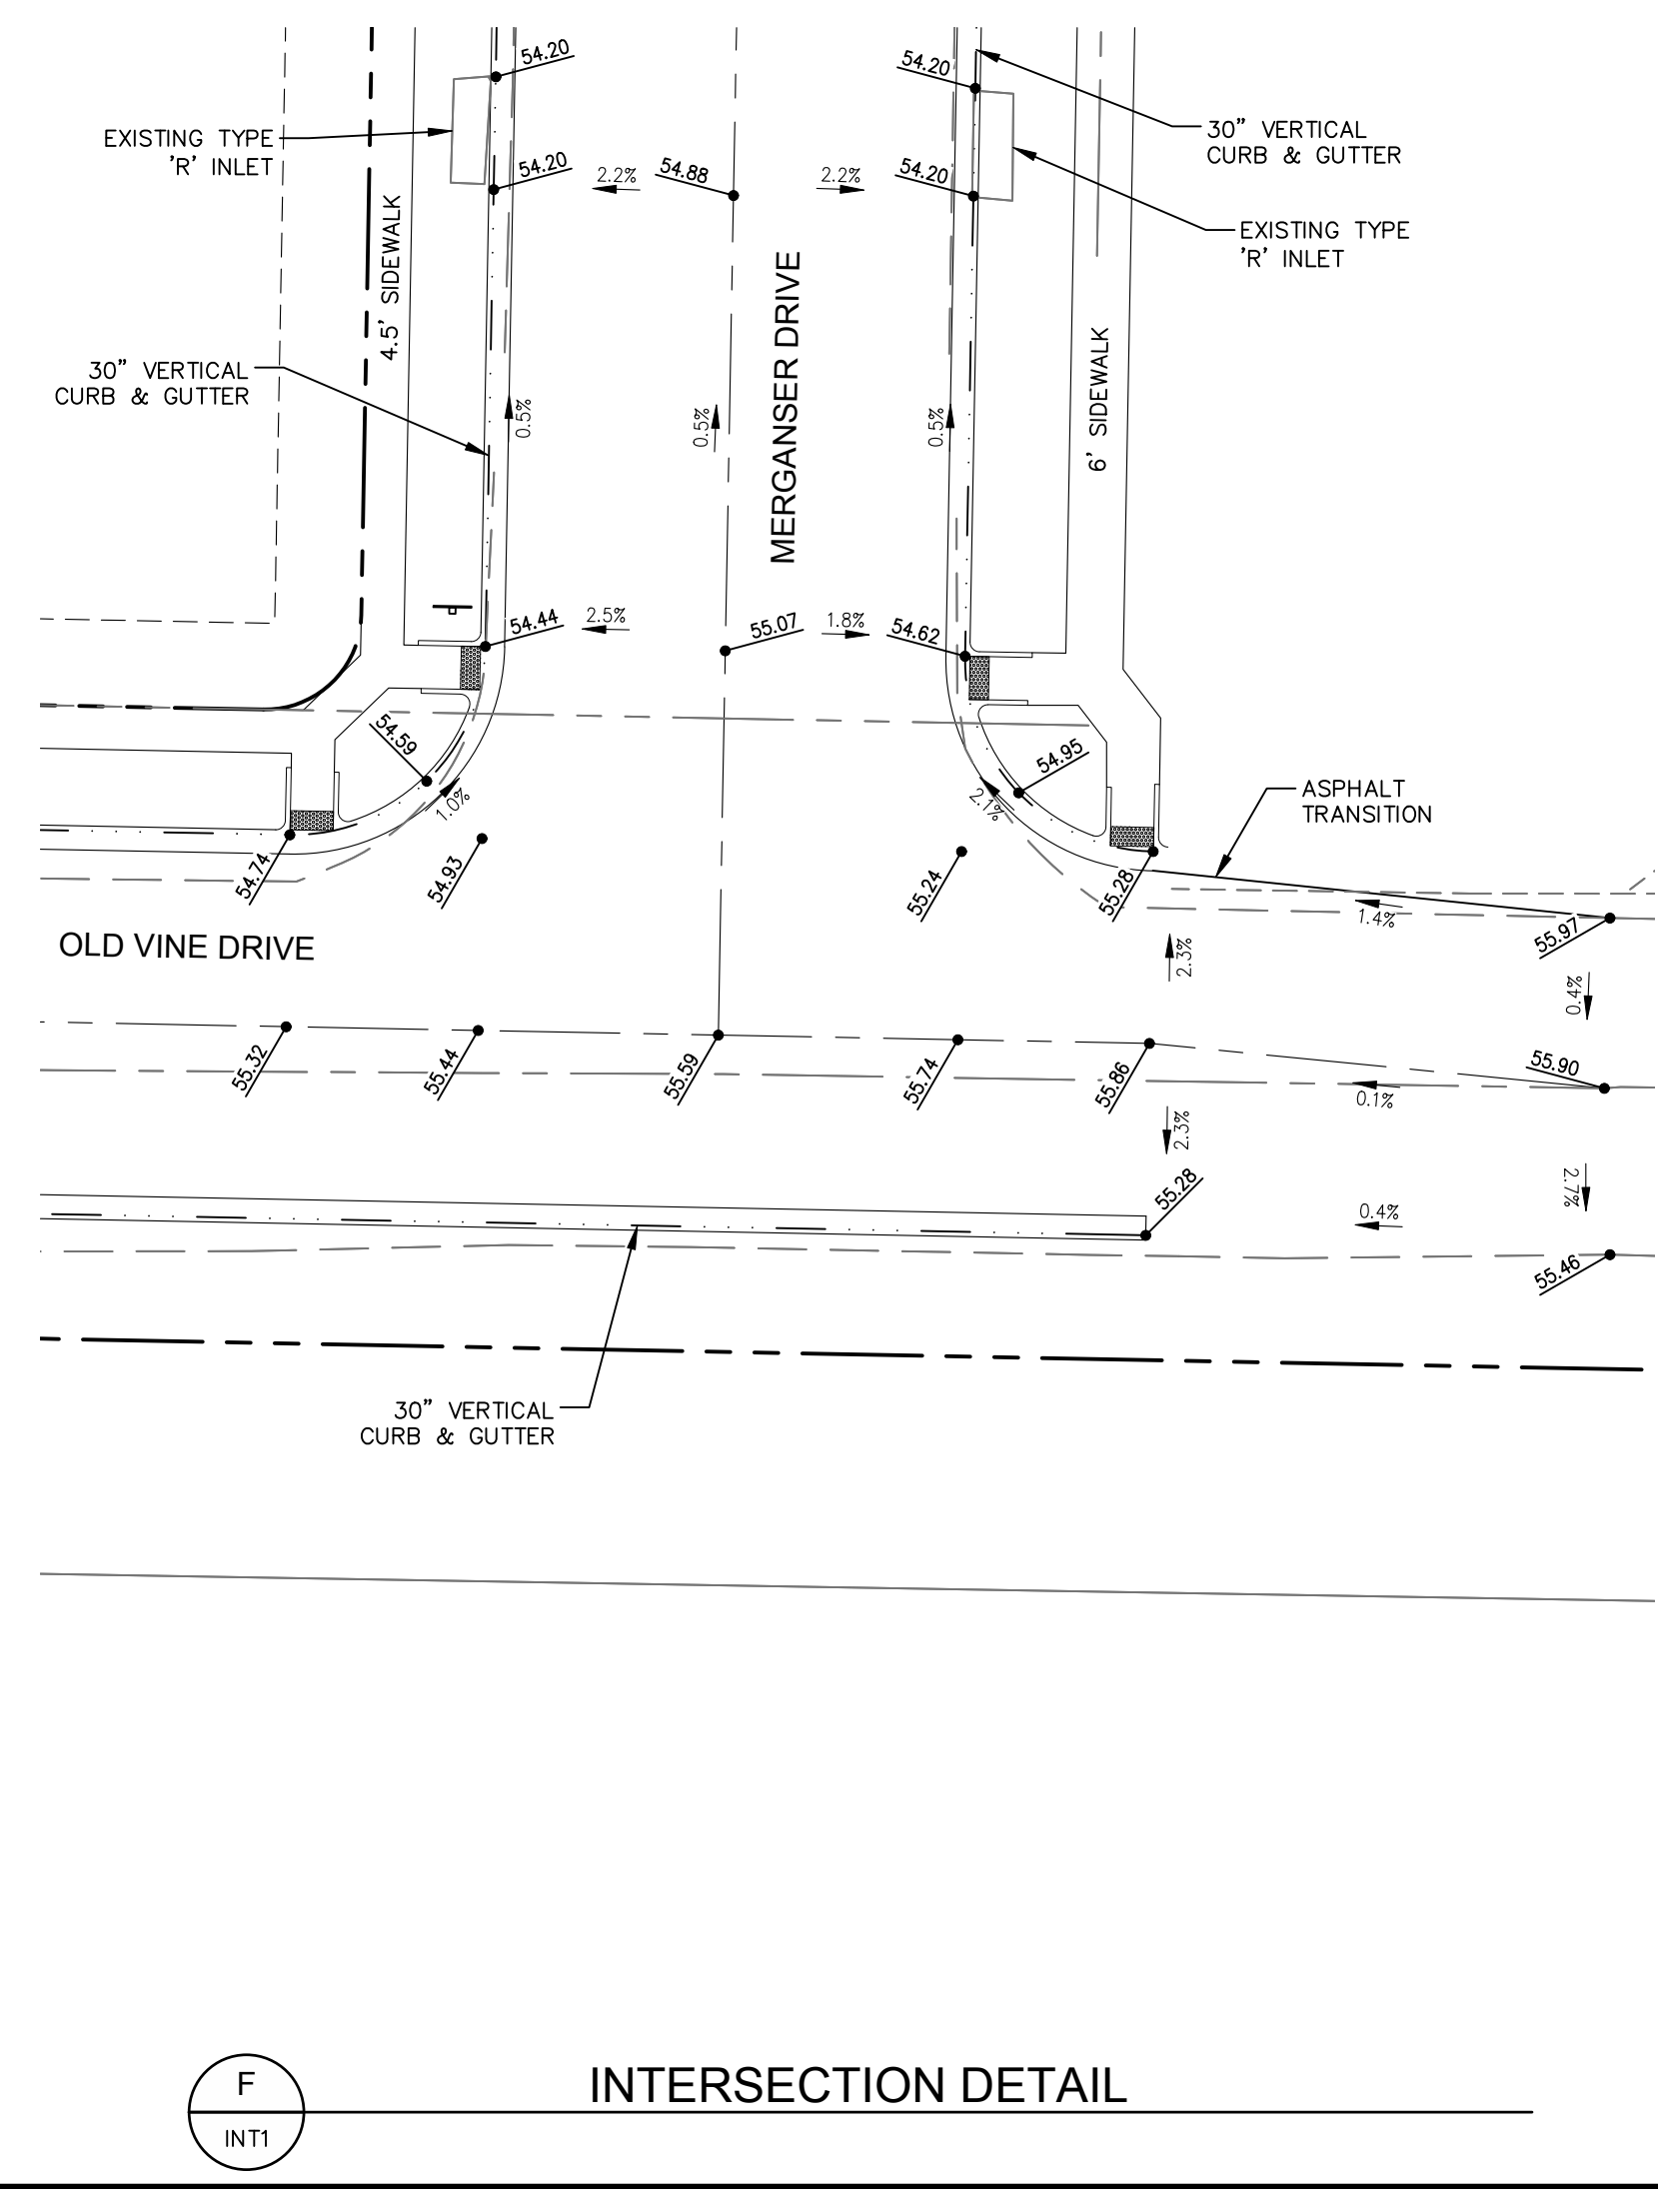 54.20
54.20
EXISTING TYPE
'R' INLET
30" VERTICAL
CURB & GUTTER
54.20
2.2%
54.88
2.2%
54.20
EXISTING TYPE
'R' INLET
4.5' SIDEWALK
MERGANSER DRIVE
6' SIDEWALK
30" VERTICAL
CURB & GUTTER
0.5%
0.5%
0.5%
54.44
2.5%
55.07
1.8%
54.62
54.59
1.0%
54.95
2.1%
ASPHALT
TRANSITION
54.74
54.93
55.24
55.28
1.4%
55.97
OLD VINE DRIVE
2.3%
0.4%
55.32
55.44
55.59
55.74
55.86
55.90
0.1%
2.3%
55.28
2.7%
0.4%
55.46
30" VERTICAL
CURB & GUTTER
F
INT1
INTERSECTION DETAIL